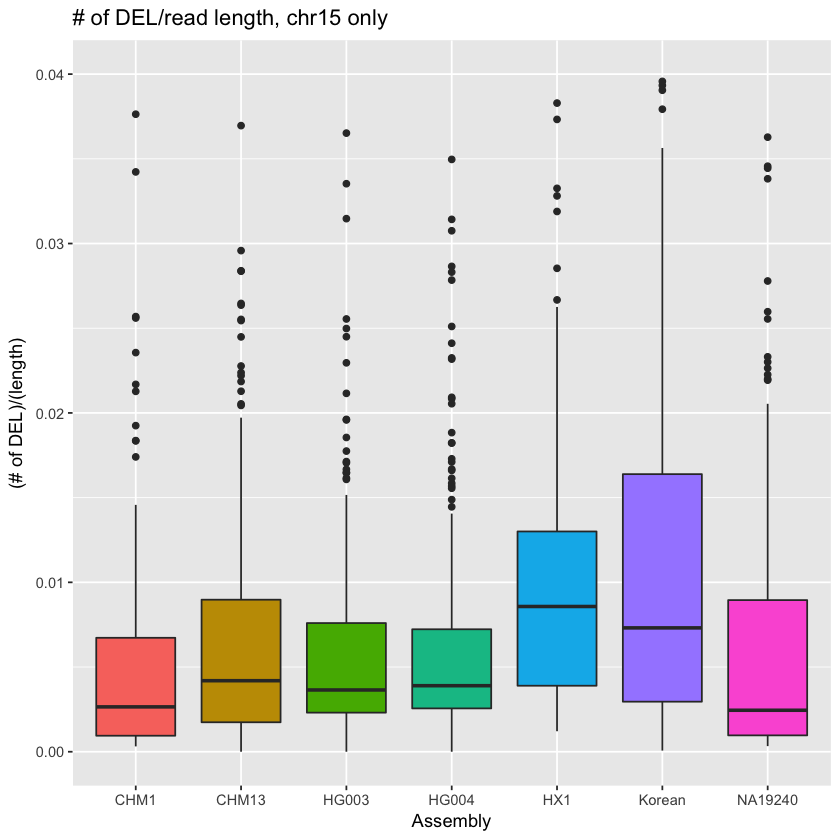 # of DEL/read length, chr15 only
(# of DEL)/(length)
0.04
0.03
0.02
0.01
0.00
CHM1 CHM13 HG003 HG004 HX1 Korean NA19240
Assembly